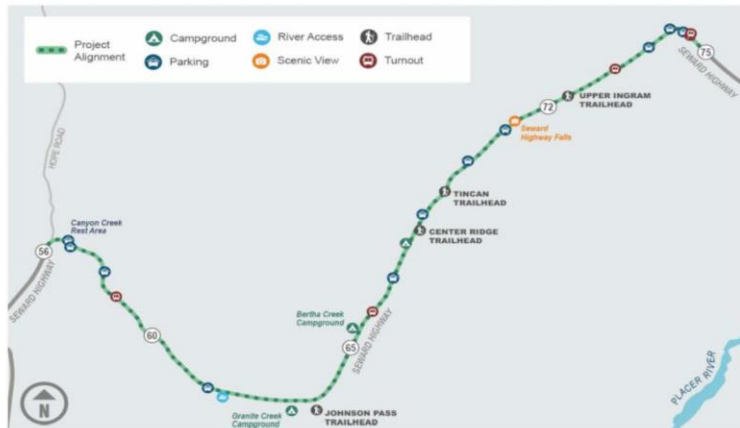 Project
Alignment
Campground
Parking
River Access
Scenic View
Trailhead
Turnout
75
SEWARD HIGHWAY
UPPER INGRAM
TRAILHEAD
72
Seward
Highway Falls
HOPE ROAD
TINCAN
TRAILHEAD
Canyon Creek
Rest Area
CENTER RIDGE
TRAILHEAD
56
SEWARD HIGHWAY
Bertha Creek
Campground
60
65
SEWARD HIGHWAY
PLACER RIVER
N
Granite Creek
Campground
JOHNSON PASS
TRAILHEAD